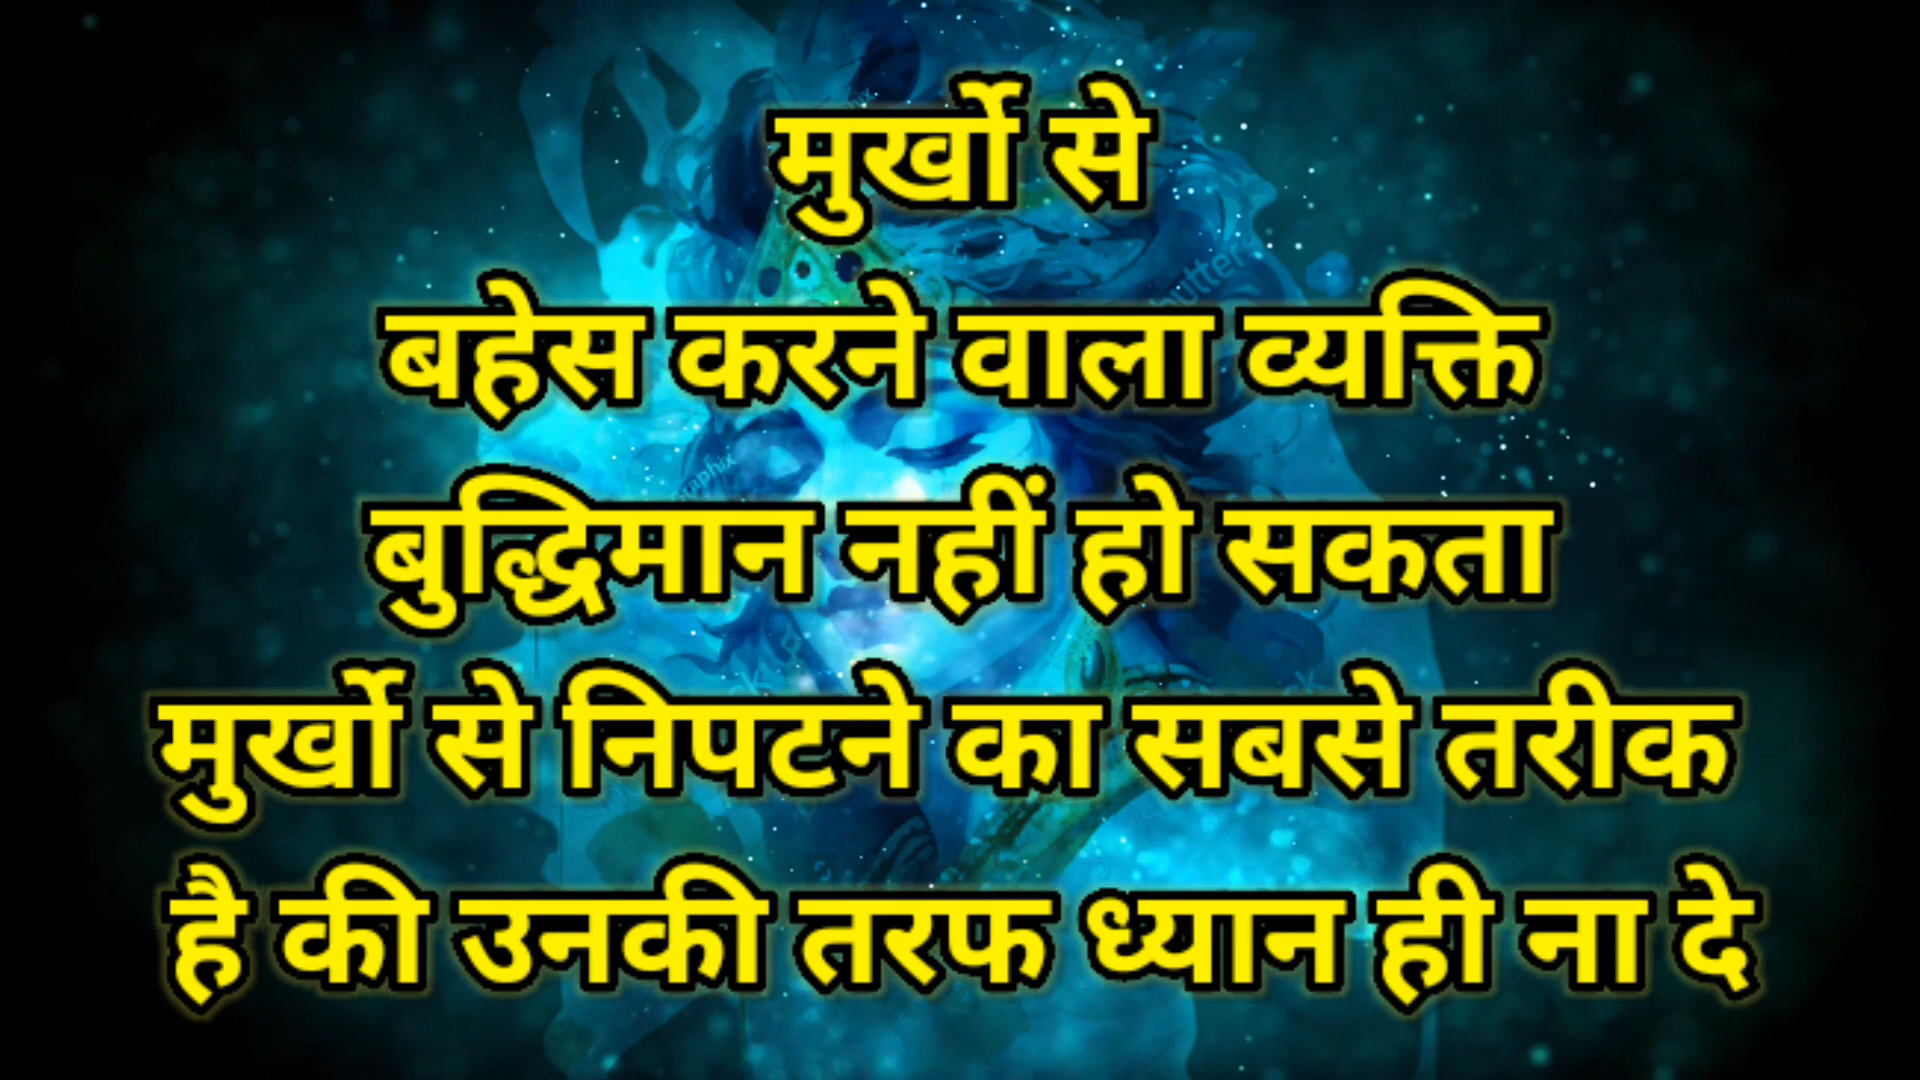 मुर्खो से
बहेस करने वाला व्यक्ति
बुद्धिमान नहीं हो सकता
मुर्खो से निपटने का सबसे तरीक
है की उनकी तरफ ध्यान ही ना दे